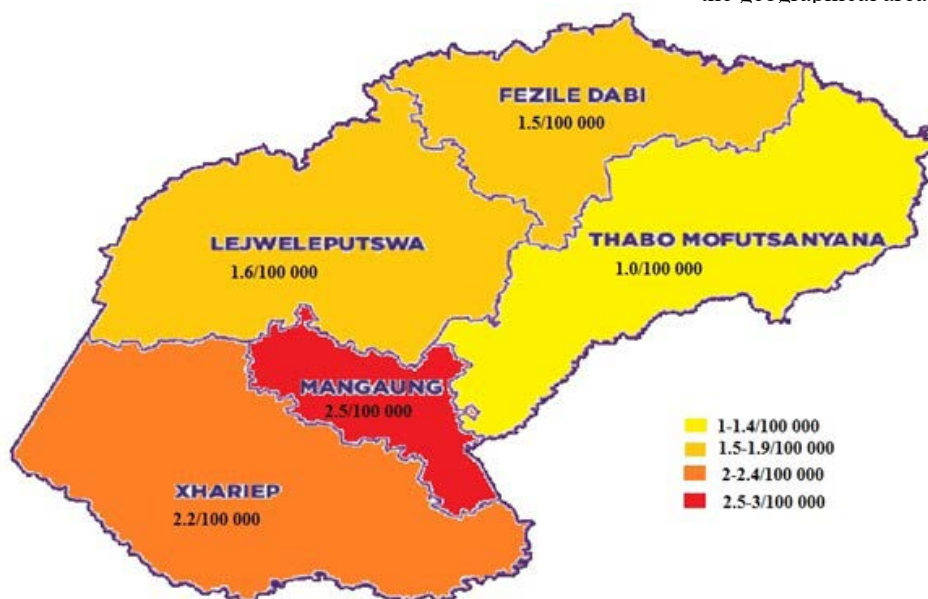 FEZILE DABI
1.5/100 000
LEJWELEPUTSWA
1.6/100 000
THABO MOFUTSANYANA
1.0/100 000
MANGAUNG
2.5/100 000
XHARIEP
2.2/100 000
1-1.4/100 000
1.5-1.9/100 000
2-2.4/100 000
2.5-3/100 000